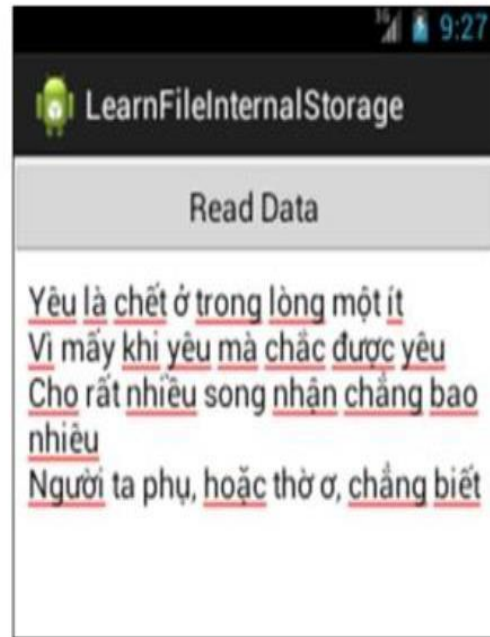 3G 9:27
LearnFileInternalStorage
Read Data
Yêu là chết ở trong lòng một ít
Vì mấy khi yêu mà chắc được yêu
Cho rất nhiều song nhận chẳng bao
nhiêu
Người ta phụ, hoặc thờ ơ, chẳng biết